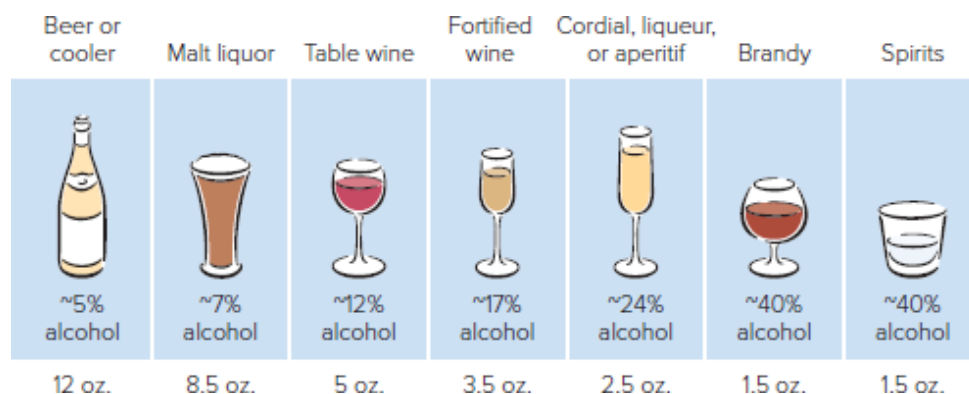 Beer or
cooler
Malt liquor
Table wine
Fortified
wine
Cordial, liqueur,
or aperitif
Brandy
Spirits
~5%
alcohol
~7%
alcohol
~12%
alcohol
~17%
alcohol
~24%
alcohol
~40%
alcohol
~40%
alcohol
12 oz.
8.5 oz.
5 oz.
3.5 oz.
2.5 oz.
1.5 oz.
1.5 oz.